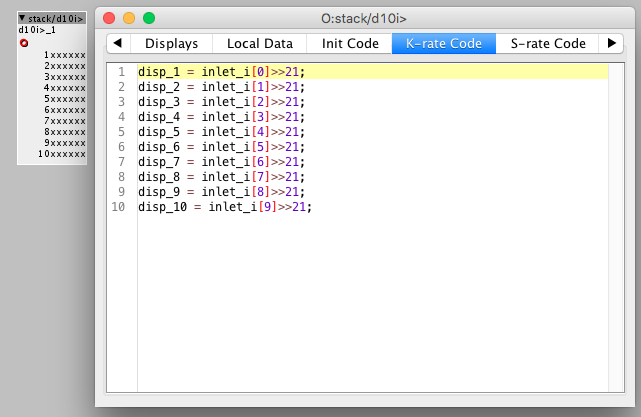 ▼ stack/d10i>
d10i>_1
1xxxxxx
2xxxxxx
3xxxxxx
4xxxxxx
5xxxxxx
6xxxxxx
7xxxxxx
8xxxxxx
9xxxxxx
10xxxxxx
O:stack/d10i>
◀ Displays Local Data Init Code K-rate Code S-rate Code ▶
1 disp_1 = inlet_i[0]>>21;
2 disp_2 = inlet_i[1]>>21;
3 disp_3 = inlet_i[2]>>21;
4 disp_4 = inlet_i[3]>>21;
5 disp_5 = inlet_i[4]>>21;
6 disp_6 = inlet_i[5]>>21;
7 disp_7 = inlet_i[6]>>21;
8 disp_8 = inlet_i[7]>>21;
9 disp_9 = inlet_i[8]>>21;
10 disp_10 = inlet_i[9]>>21;